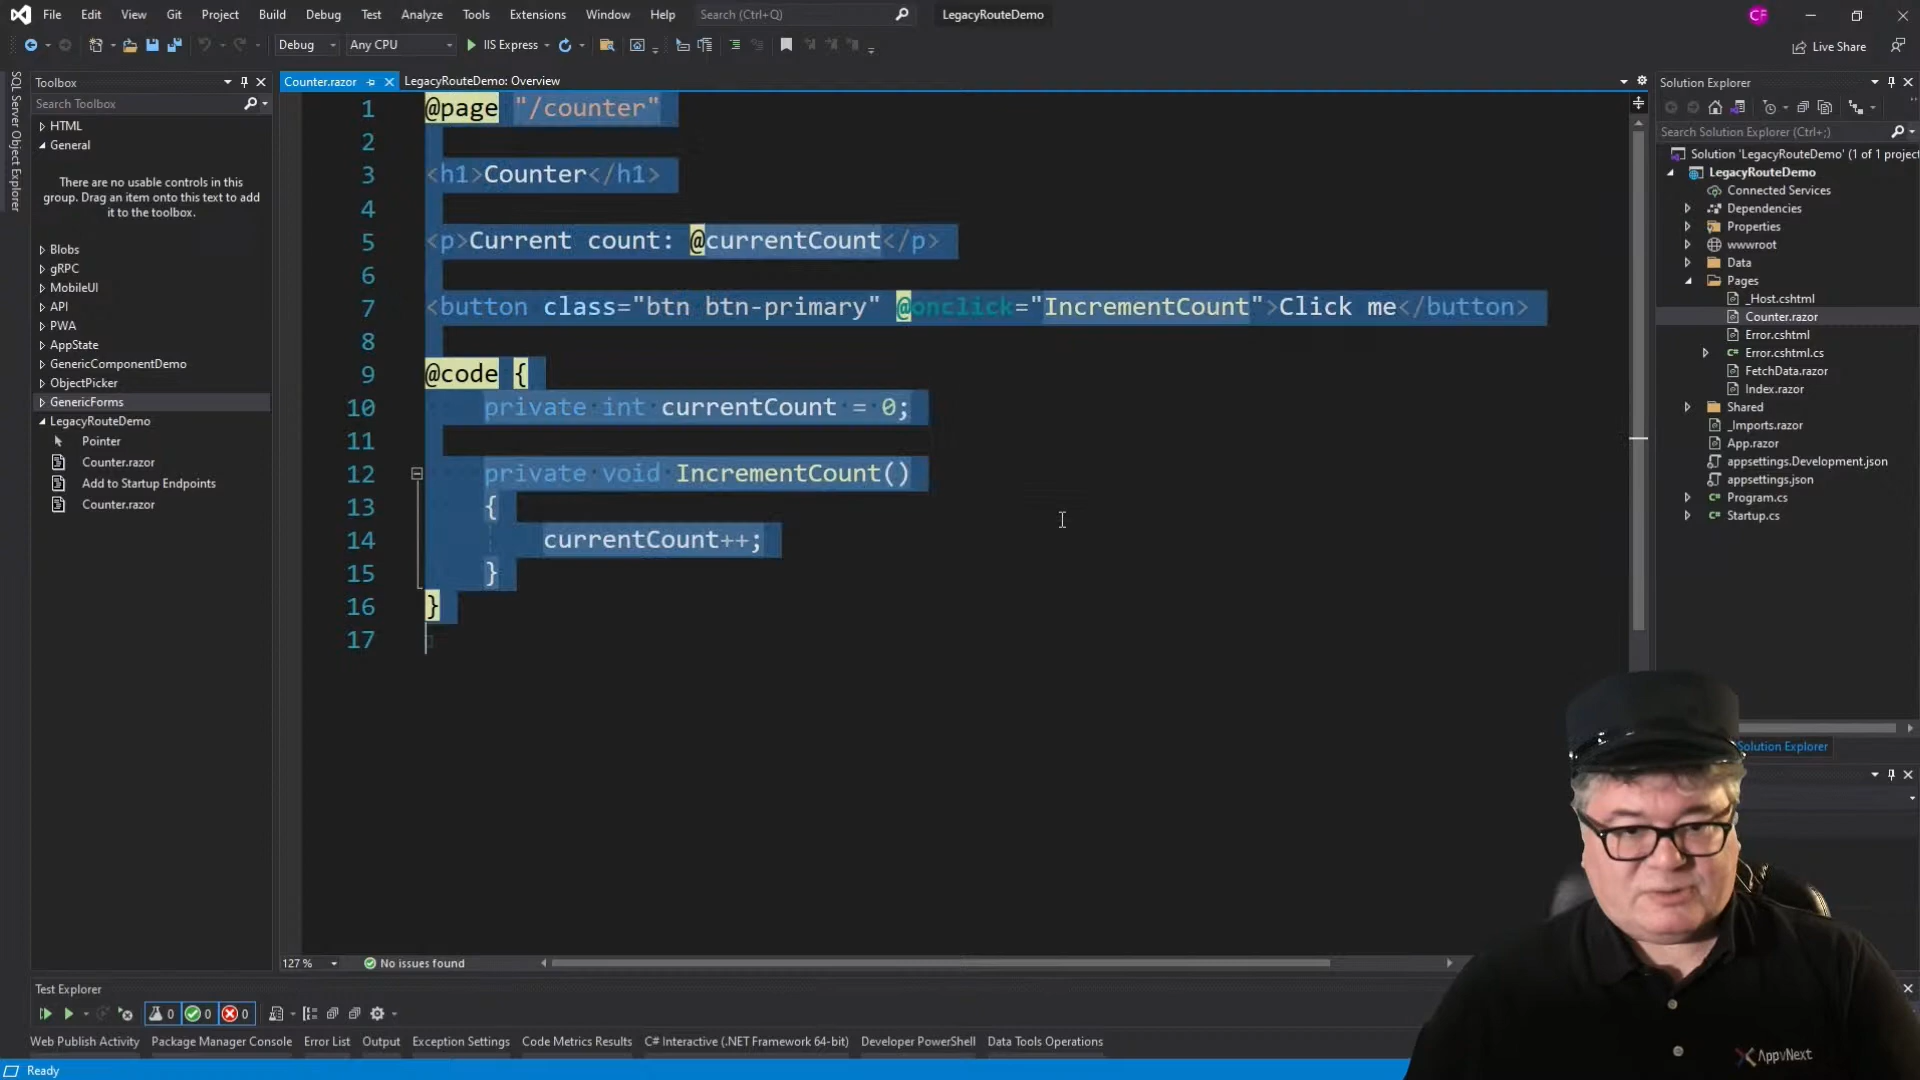 File Edit View Git Project Build Debug Test Analyze Tools Extensions Window Help Search (Ctrl+Q) LegacyRouteDemo CF
Debug Any CPU IIS Express Live Share
SQL Server Object Explorer
Toolbox
Search Toolbox
HTML
General
There are no usable controls in this
group. Drag an item onto this text to add
it to the toolbox.
Blobs
gRPC
MobileUI
API
PWA
AppState
GenericComponentDemo
ObjectPicker
GenericForms
LegacyRouteDemo
Pointer
Counter.razor
Add to Startup Endpoints
Counter.razor
Counter.razor LegacyRouteDemo: Overview
1 @page "/counter"
2
3 <h1>Counter</h1>
4
5 <p>Current count: @currentCount</p>
6
7 <button class="btn btn-primary" @onclick="IncrementCount">Click me</button>
8
9 @code {
10 private int currentCount = 0;
11
12 private void IncrementCount()
13 {
14 currentCount++;
15 }
16 }
17
127 % No issues found
Solution Explorer
Search Solution Explorer (Ctrl+;)
Solution 'LegacyRouteDemo' (1 of 1 project
LegacyRouteDemo
Connected Services
Dependencies
Properties
wwwroot
Data
Pages
_Host.cshtml
Counter.razor
Error.cshtml
Error.cshtml.cs
FetchData.razor
Index.razor
Shared
_Imports.razor
App.razor
appsettings.Development.json
appsettings.json
Program.cs
Startup.cs
Solution Explorer
Test Explorer
0 0 0
Web Publish Activity Package Manager Console Error List Output Exception Settings Code Metrics Results C# Interactive (.NET Framework 64-bit) Developer PowerShell Data Tools Operations
Ready
AppvNext